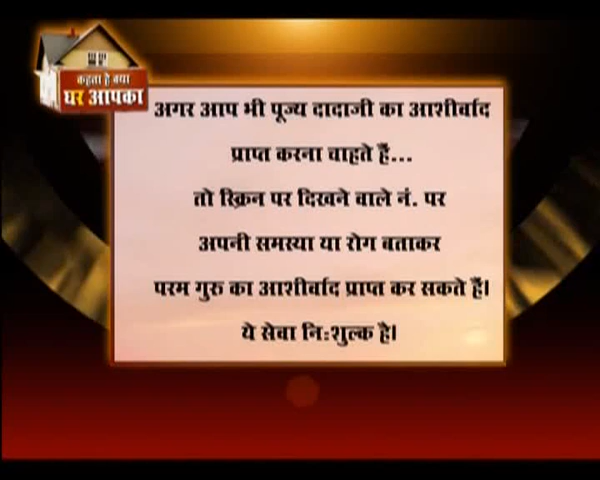 कहता है क्या
घर आपका
अगर आप भी पूज्य दादाजी का आशीर्वाद
प्राप्त करना चाहते हैं...
तो स्क्रिन पर दिखने वाले नं. पर
अपनी समस्या या रोग बताकर
परम गुरु का आशीर्वाद प्राप्त कर सकते हैं।
ये सेवा नि:शुल्क है।